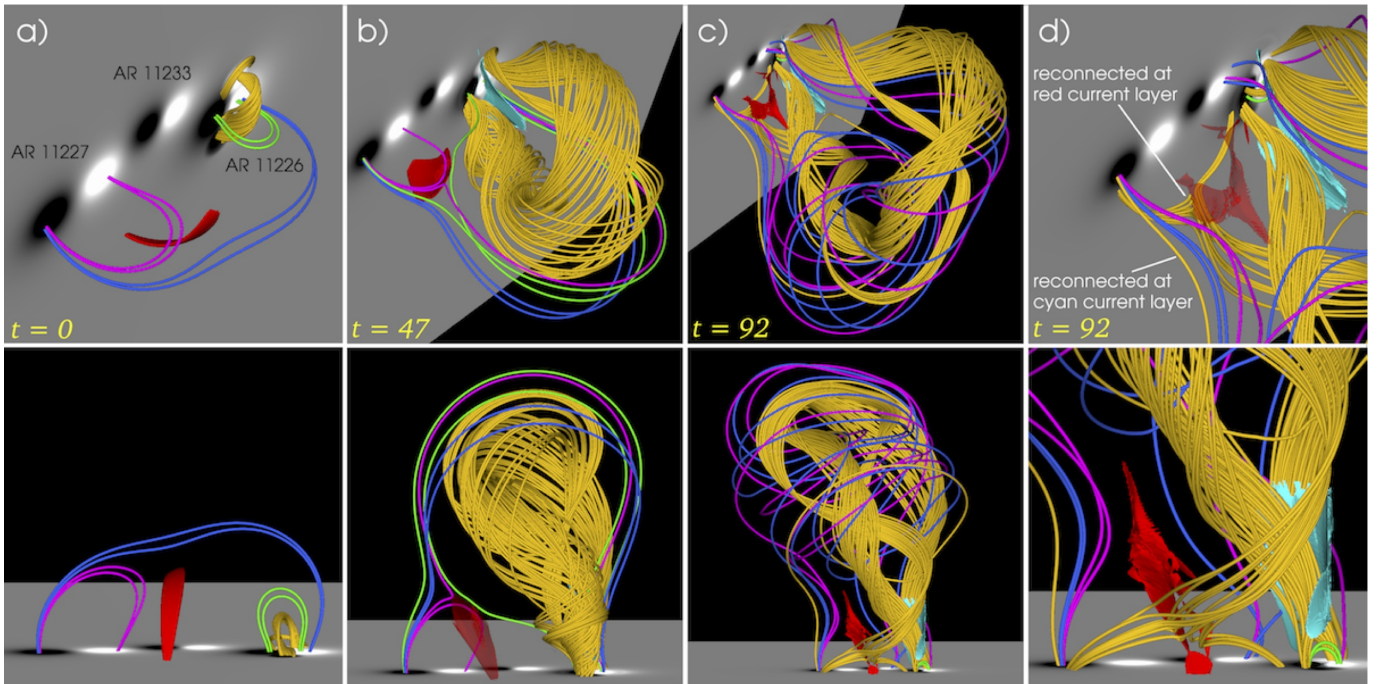 a)
AR 11233
AR 11227
AR 11226
t = 0
b)
t = 47
c)
t = 92
d)
reconnected at
red current layer
reconnected at
cyan current layer
t = 92